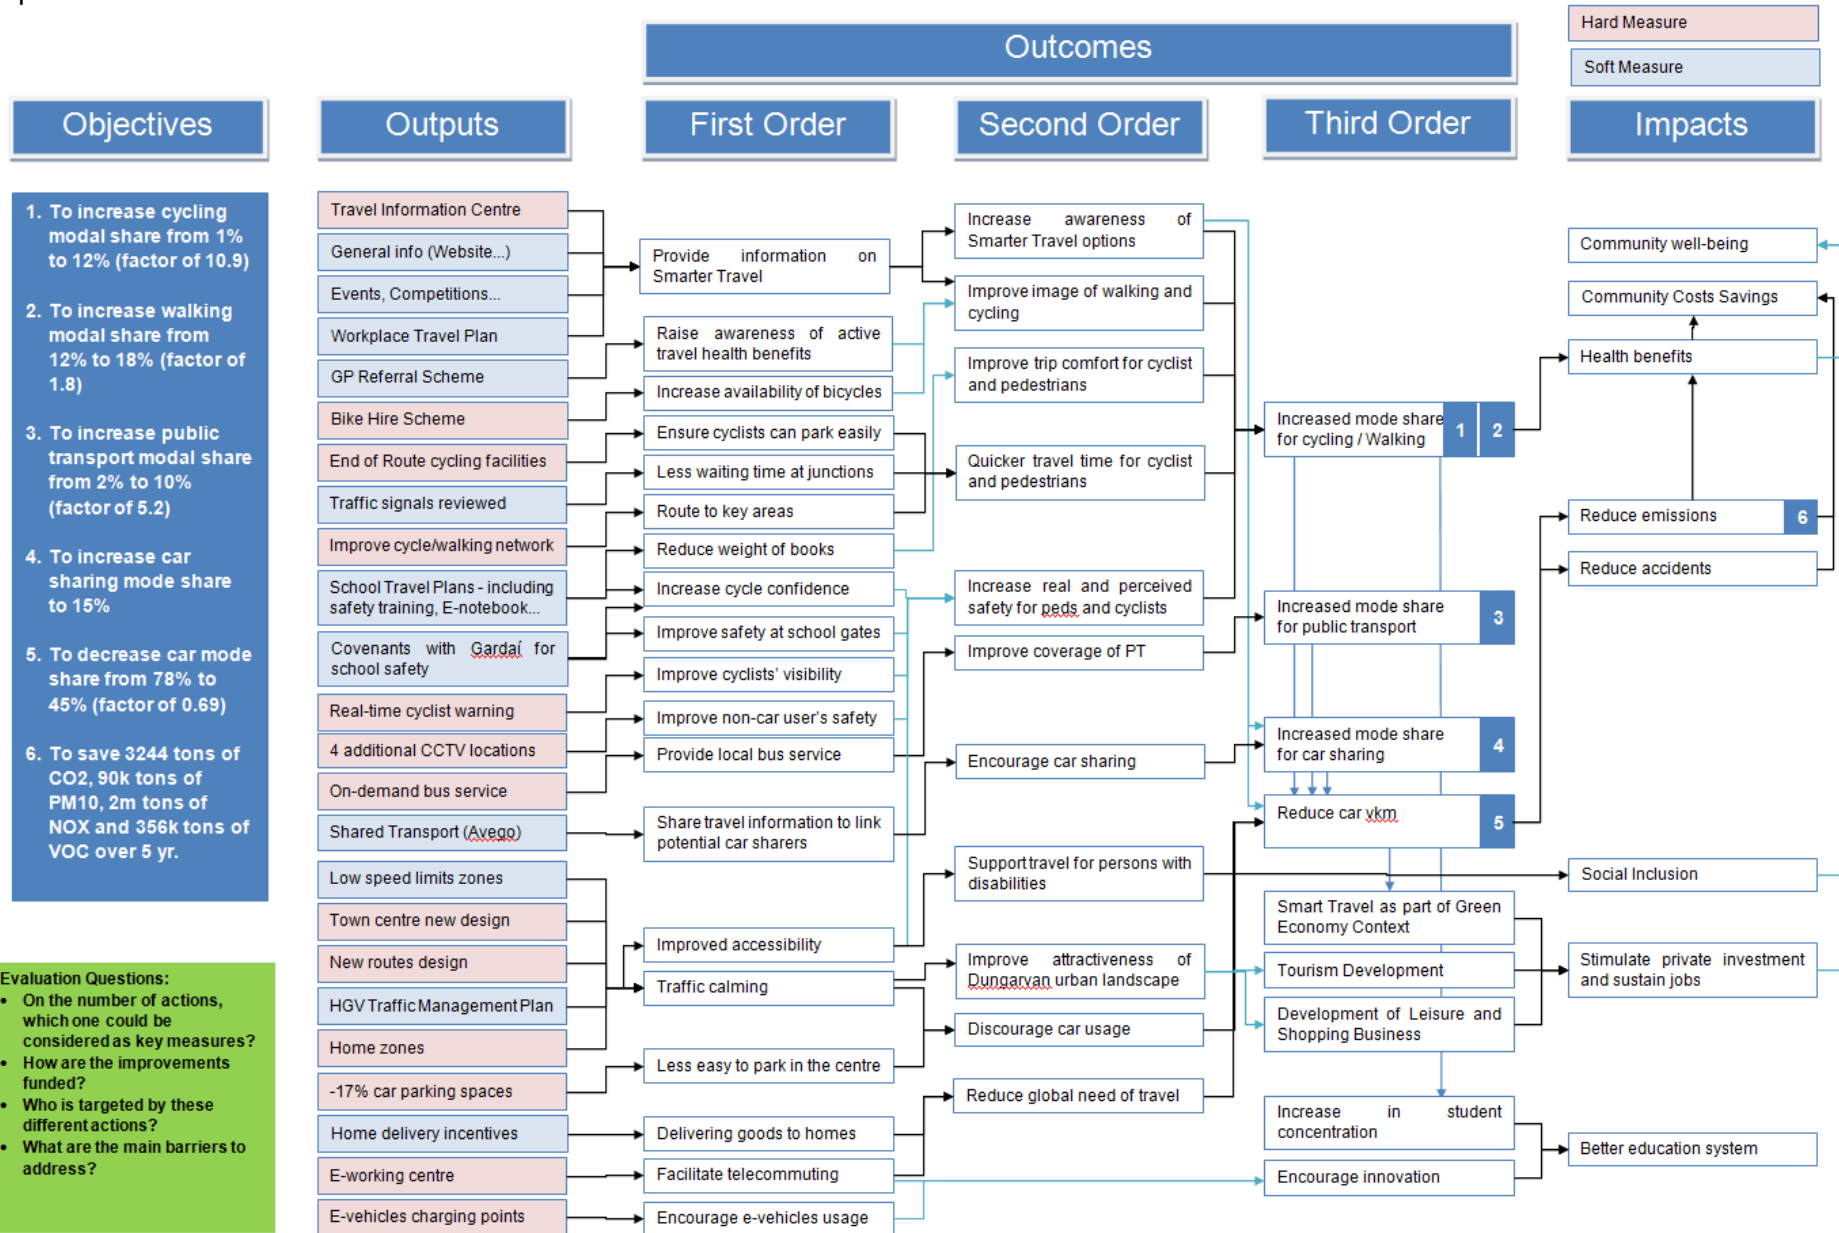 Hard Measure
Soft Measure
Outcomes
Objectives
Outputs
First Order
Second Order
Third Order
Impacts
1. To increase cycling
modal share from 1%
to 12% (factor of 10.9)
2. To increase walking
modal share from
12% to 18% (factor of
1.8)
3. To increase public
transport modal share
from 2% to 10%
(factor of 5.2)
4. To increase car
sharing mode share
to 15%
5. To decrease car mode
share from 78% to
45% (factor of 0.69)
6. To save 3244 tons of
CO2, 90k tons of
PM10, 2m tons of
NOX and 356k tons of
VOC over 5 yr.
Evaluation Questions:
• On the number of actions,
which one could be
considered as key measures?
• How are the improvements
funded?
• Who is targeted by these
different actions?
• What are the main barriers to
address?
Travel Information Centre
General info (Website...)
Events, Competitions...
Workplace Travel Plan
GP Referral Scheme
Bike Hire Scheme
End of Route cycling facilities
Traffic signals reviewed
Improve cycle/walking network
School Travel Plans - including
safety training, E-notebook...
Covenants with Gardaí for
school safety
Real-time cyclist warning
4 additional CCTV locations
On-demand bus service
Shared Transport (Avego)
Low speed limits zones
Town centre new design
New routes design
HGV Traffic Management Plan
Home zones
-17% car parking spaces
Home delivery incentives
E-working centre
E-vehicles charging points
Provide information on
Smarter Travel
Raise awareness of active
travel health benefits
Increase availability of bicycles
Ensure cyclists can park easily
Less waiting time at junctions
Route to key areas
Reduce weight of books
Increase cycle confidence
Improve safety at school gates
Improve cyclists' visibility
Improve non-car user's safety
Provide local bus service
Share travel information to link
potential car sharers
Improved accessibility
Traffic calming
Less easy to park in the centre
Delivering goods to homes
Facilitate telecommuting
Encourage e-vehicles usage
Increase awareness of
Smarter Travel options
Improve image of walking and
cycling
Improve trip comfort for cyclist
and pedestrians
Quicker travel time for cyclist
and pedestrians
Increase real and perceived
safety for peds and cyclists
Improve coverage of PT
Encourage car sharing
Support travel for persons with
disabilities
Improve attractiveness of
Dungarvan urban landscape
Discourage car usage
Reduce global need of travel
Increased mode share
for cycling / Walking
1 2
Increased mode share
for public transport
3
Increased mode share
for car sharing
4
Reduce car vkm
5
Smart Travel as part of Green
Economy Context
Tourism Development
Development of Leisure and
Shopping Business
Increase in student
concentration
Encourage innovation
Community well-being
Community Costs Savings
Health benefits
Reduce emissions
6
Reduce accidents
Social Inclusion
Stimulate private investment
and sustain jobs
Better education system